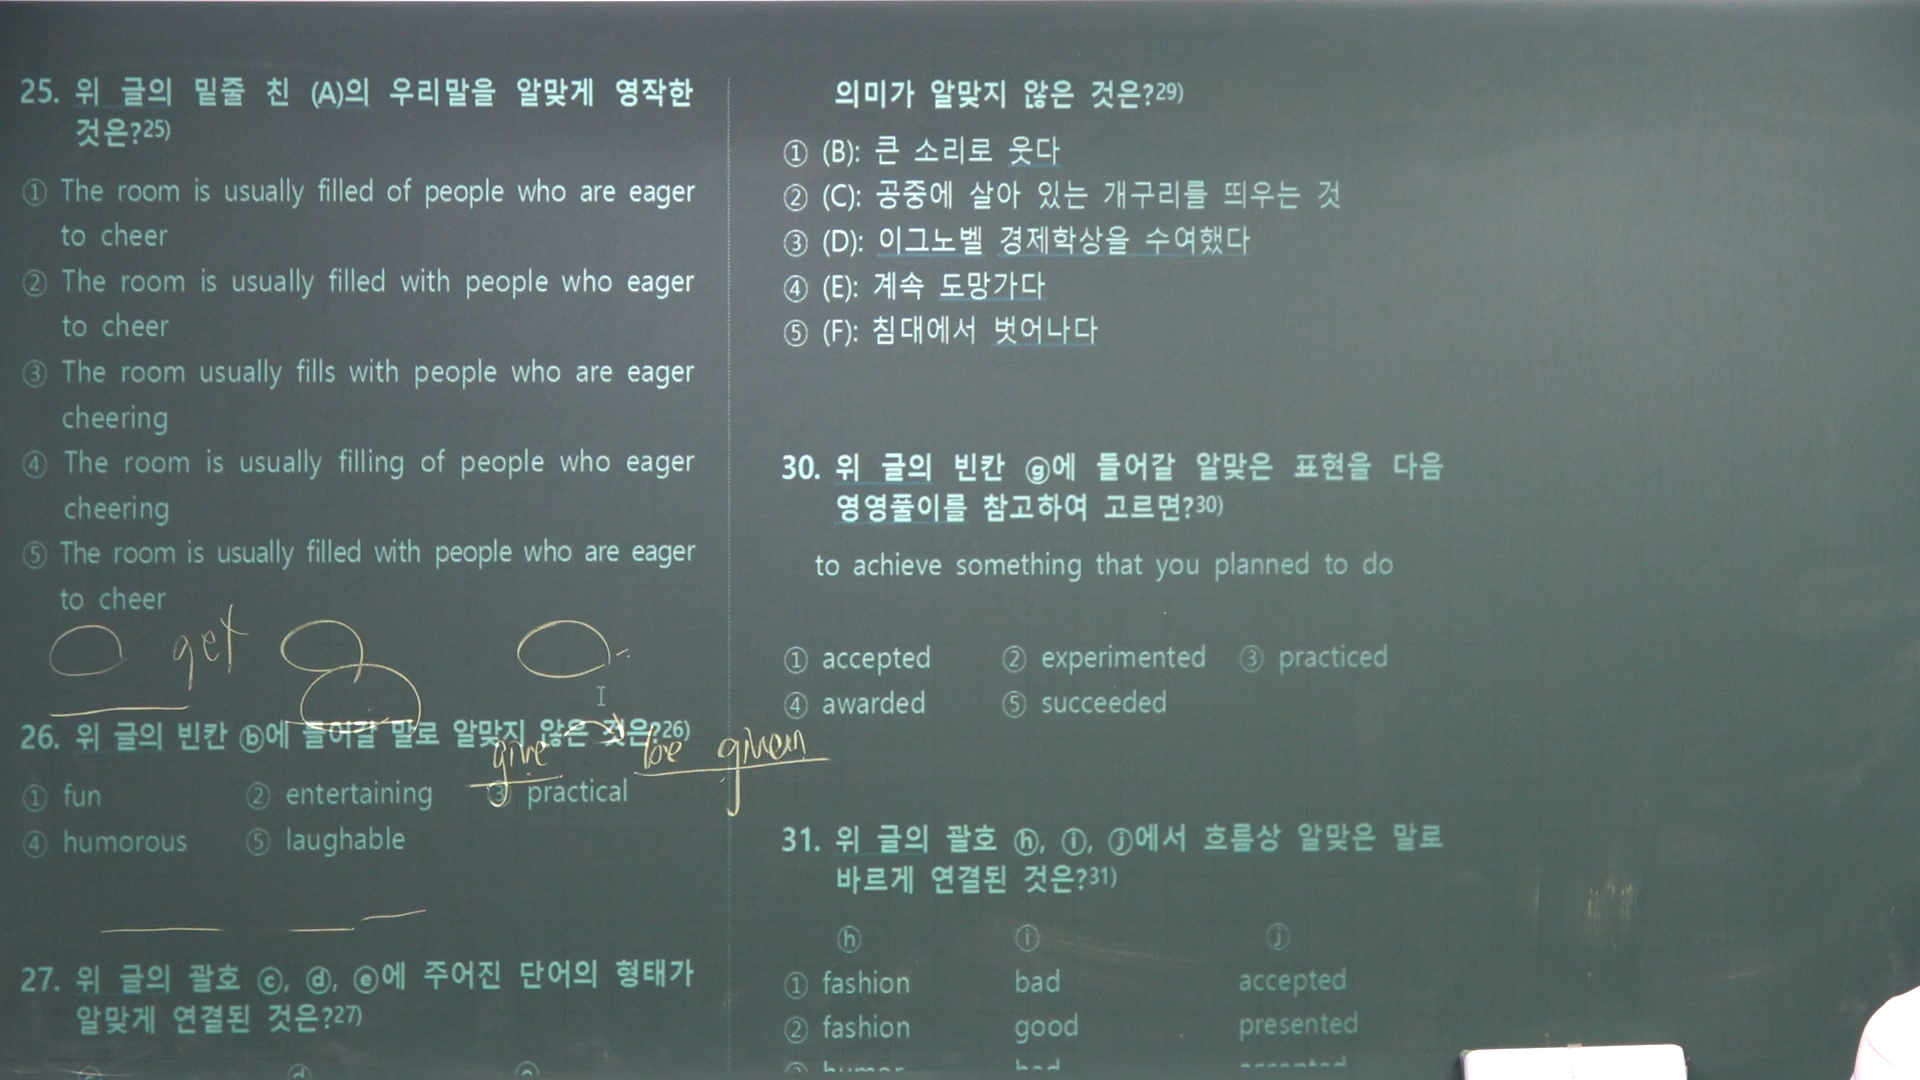 25. 위 글의 밑줄 친 (A)의 우리말을 알맞게 영작한
것은?25)
① The room is usually filled of people who are eager
to cheer
② The room is usually filled with people who eager
to cheer
③ The room usually fills with people who are eager
cheering
④ The room is usually filling of people who eager
cheering
⑤ The room is usually filled with people who are eager
to cheer
get
26. 위 글의 빈칸 ⓑ에 들어갈 말로 알맞지 않은 것은?26)
give be given
① fun ② entertaining ③ practical
④ humorous ⑤ laughable
27. 위 글의 괄호 ⓒ, ⓓ, ⓔ에 주어진 단어의 형태가
알맞게 연결된 것은?27)
ⓒ ⓓ ⓔ
의미가 알맞지 않은 것은?29)
① (B): 큰 소리로 웃다
② (C): 공중에 살아 있는 개구리를 띄우는 것
③ (D): 이그노벨 경제학상을 수여했다
④ (E): 계속 도망가다
⑤ (F): 침대에서 벗어나다
30. 위 글의 빈칸 ⓖ에 들어갈 알맞은 표현을 다음
영영풀이를 참고하여 고르면?30)
to achieve something that you planned to do
① accepted ② experimented ③ practiced
④ awarded ⑤ succeeded
31. 위 글의 괄호 ⓗ, ⓘ, ⓙ에서 흐름상 알맞은 말로
바르게 연결된 것은?31)
ⓗ ⓘ ⓙ
① fashion bad accepted
② fashion good presented
③ humor bad accepted